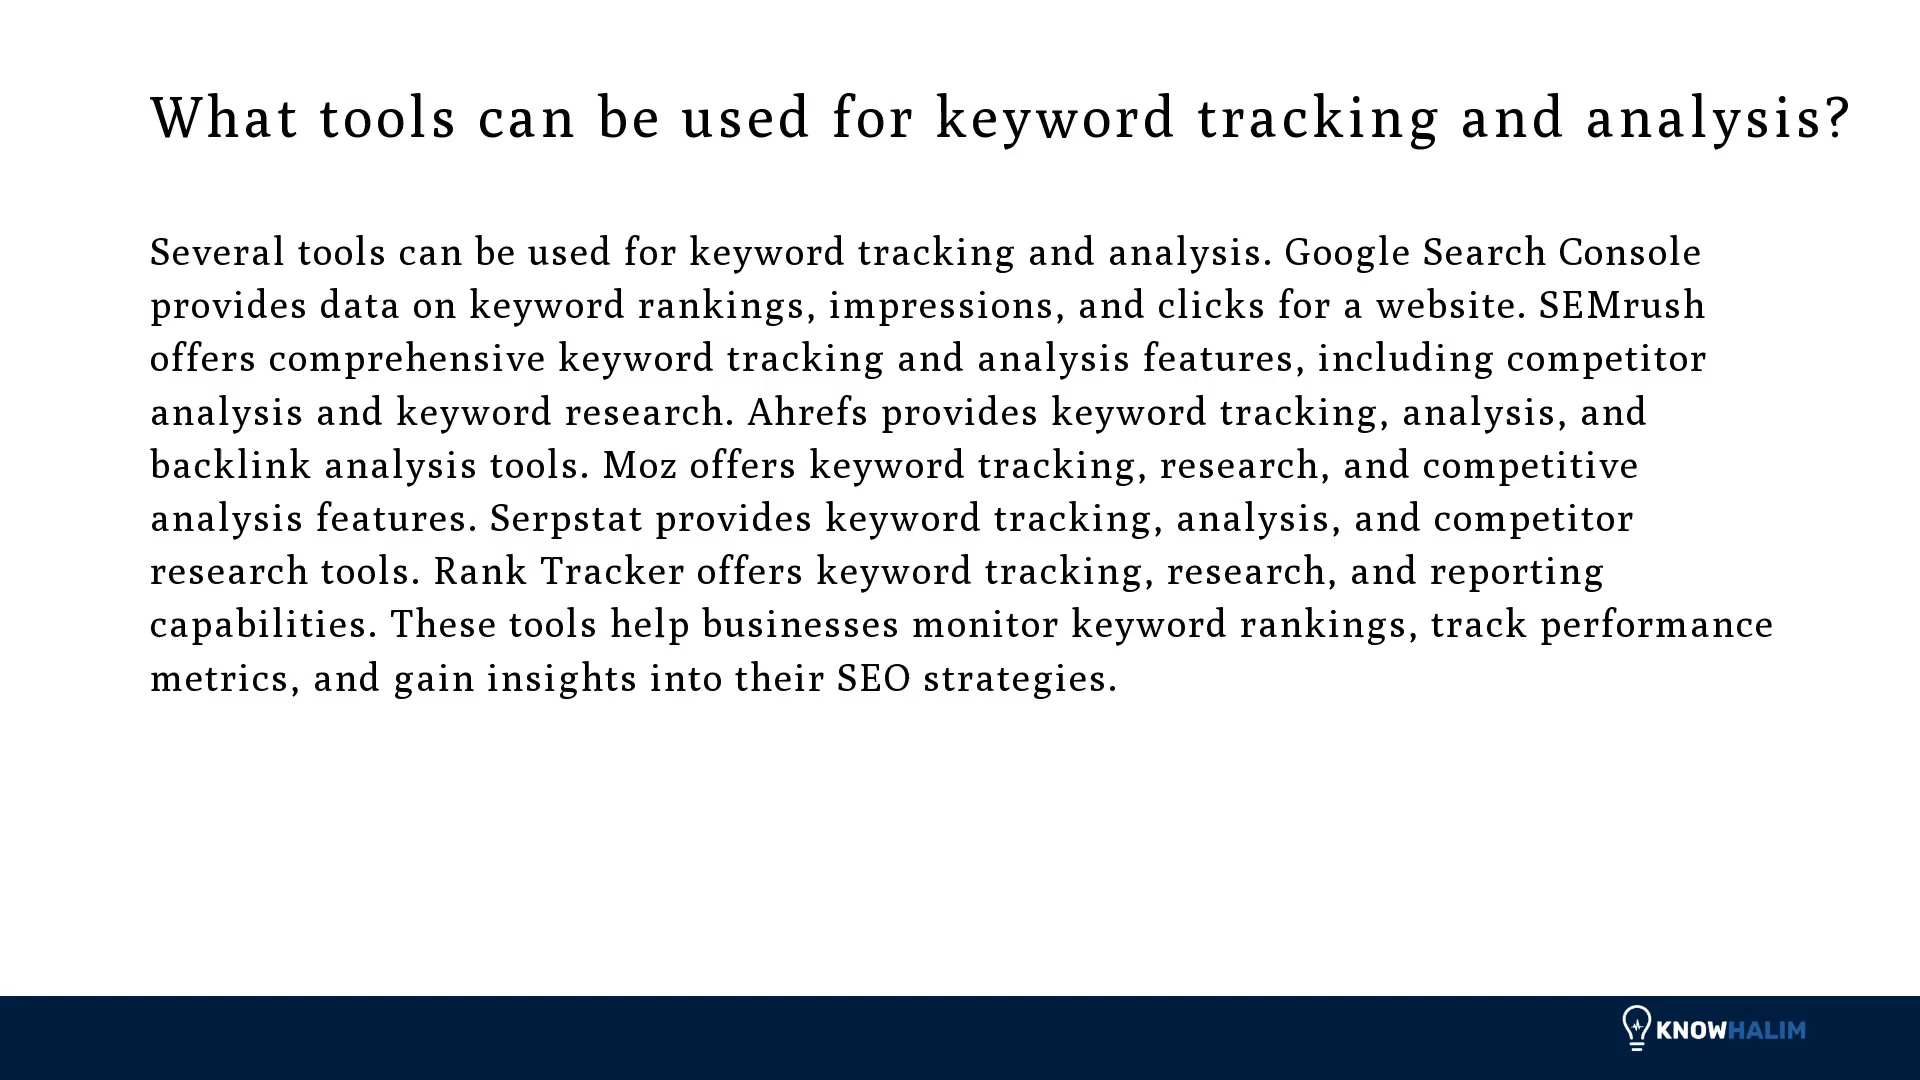 What tools can be used for keyword tracking and analysis?
Several tools can be used for keyword tracking and analysis. Google Search Console
provides data on keyword rankings, impressions, and clicks for a website. SEMrush
offers comprehensive keyword tracking and analysis features, including competitor
analysis and keyword research. Ahrefs provides keyword tracking, analysis, and
backlink analysis tools. Moz offers keyword tracking, research, and competitive
analysis features. Serpstat provides keyword tracking, analysis, and competitor
research tools. Rank Tracker offers keyword tracking, research, and reporting
capabilities. These tools help businesses monitor keyword rankings, track performance
metrics, and gain insights into their SEO strategies.
KNOWHALIM